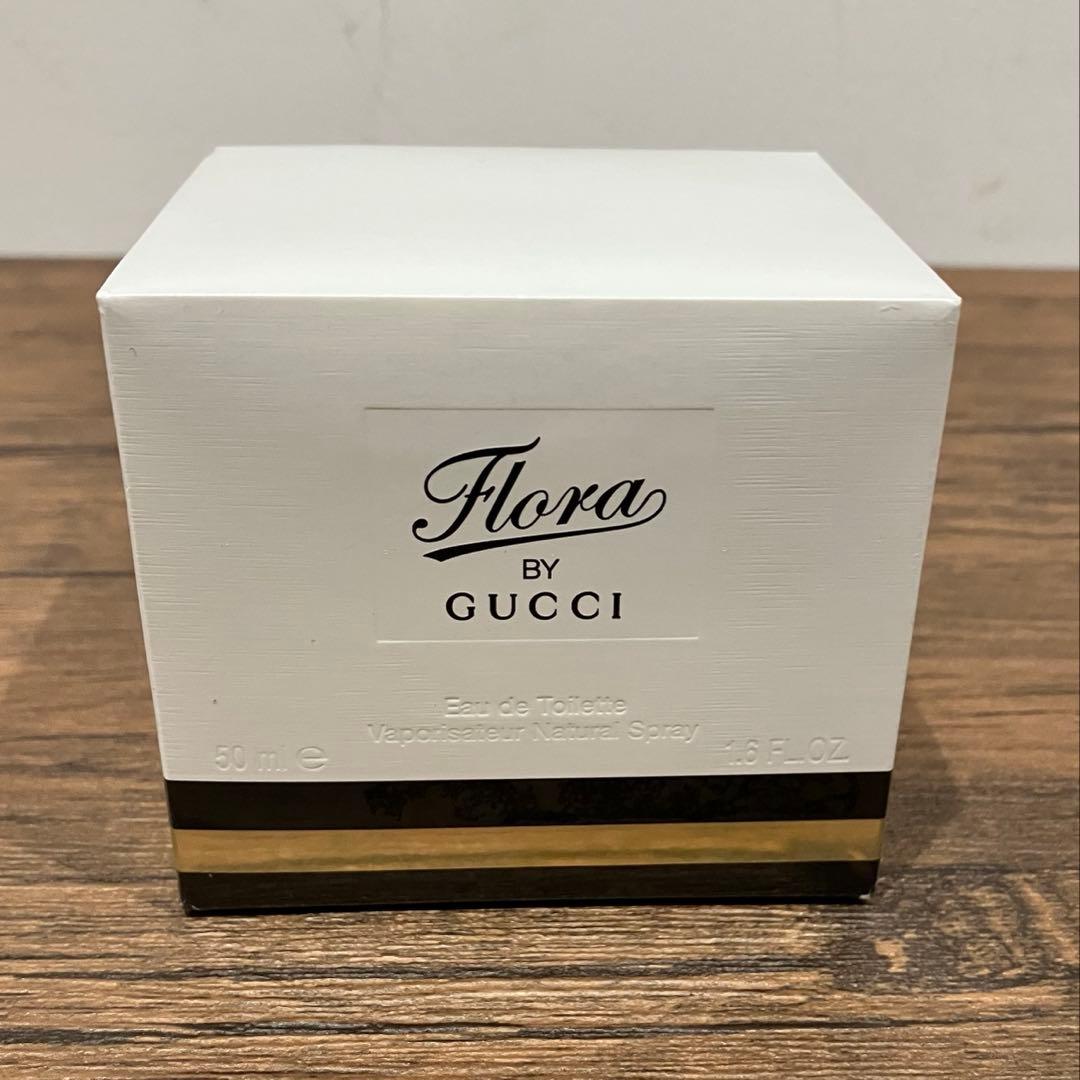 Flora
BY
GUCCI
Eau de Toilette
Vaporisateur Natural Spray
50 ml ℮
1.6 FL.OZ